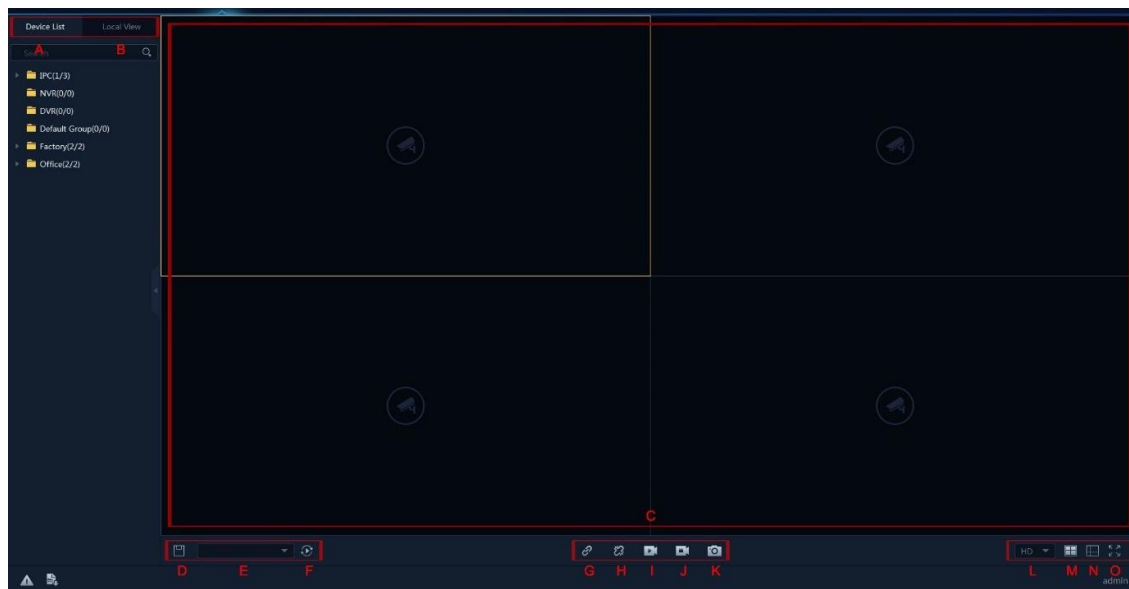 Device List Local View
A B
Search
IPC(1/3)
NVR(0/0)
DVR(0/0)
Default Group(0/0)
Factory(2/2)
Office(2/2)
C
HD
D E F G H I J K L M N O
admin